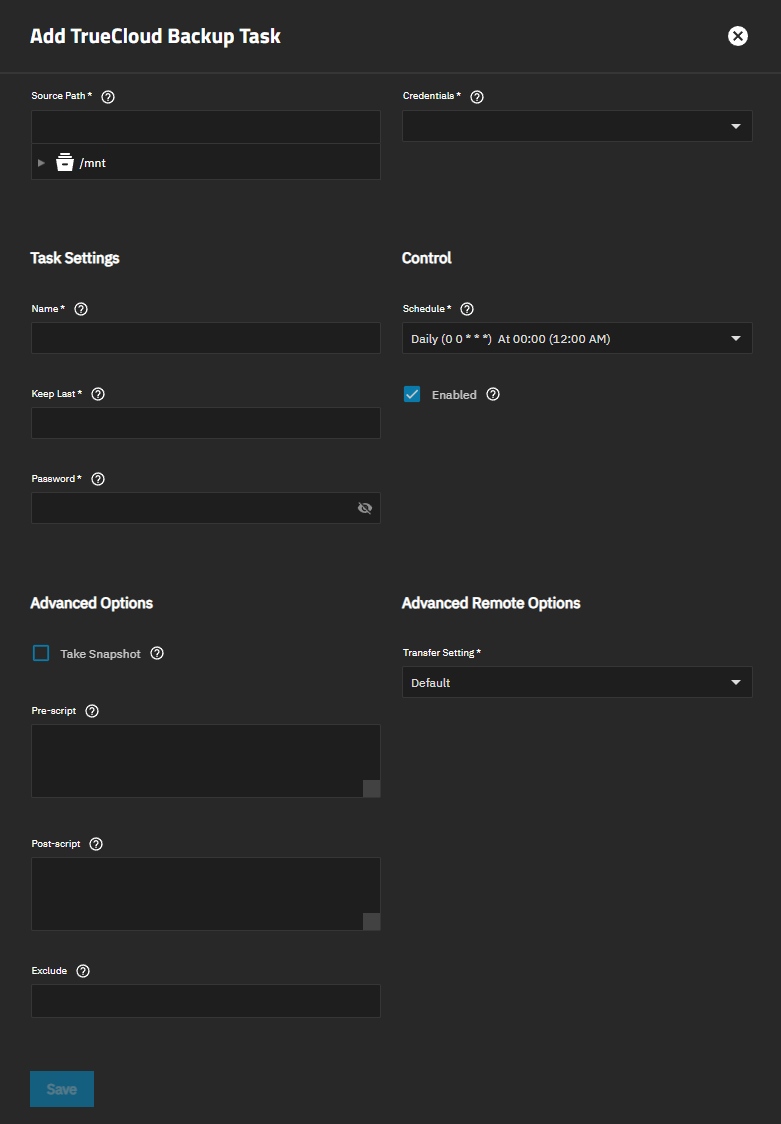 Add TrueCloud Backup Task
Source Path *
Credentials *
/mnt
Task Settings
Control
Name *
Schedule *
Daily (0 0 * * *) At 00:00 (12:00 AM)
Keep Last *
Enabled
Password *
Advanced Options
Advanced Remote Options
Take Snapshot
Transfer Setting *
Default
Pre-script
Post-script
Exclude
Save